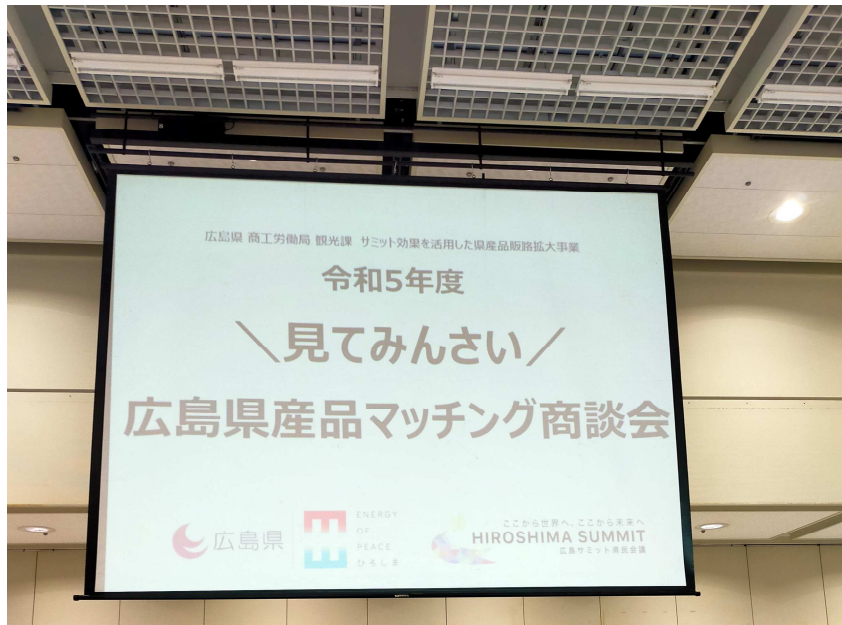 広島県 商工労働局 観光課 サミット効果を活用した県産品販路拡大事業
令和5年度
＼見てみんさい／
広島県産品マッチング商談会
広島県
ENERGY
OF
PEACE
ひろしま
ここから世界へ、ここから未来へ
HIROSHIMA SUMMIT
広島サミット県民会議